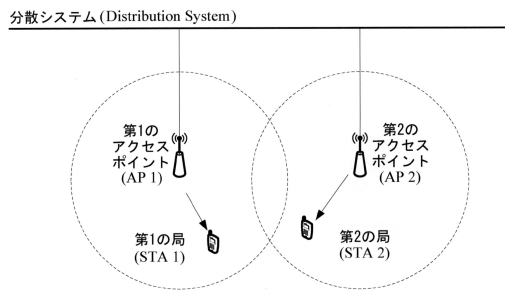 分散システム (Distribution System)
第1の
アクセス
ポイント
(AP 1)
第2の
アクセス
ポイント
(AP 2)
第1の局
(STA 1)
第2の局
(STA 2)